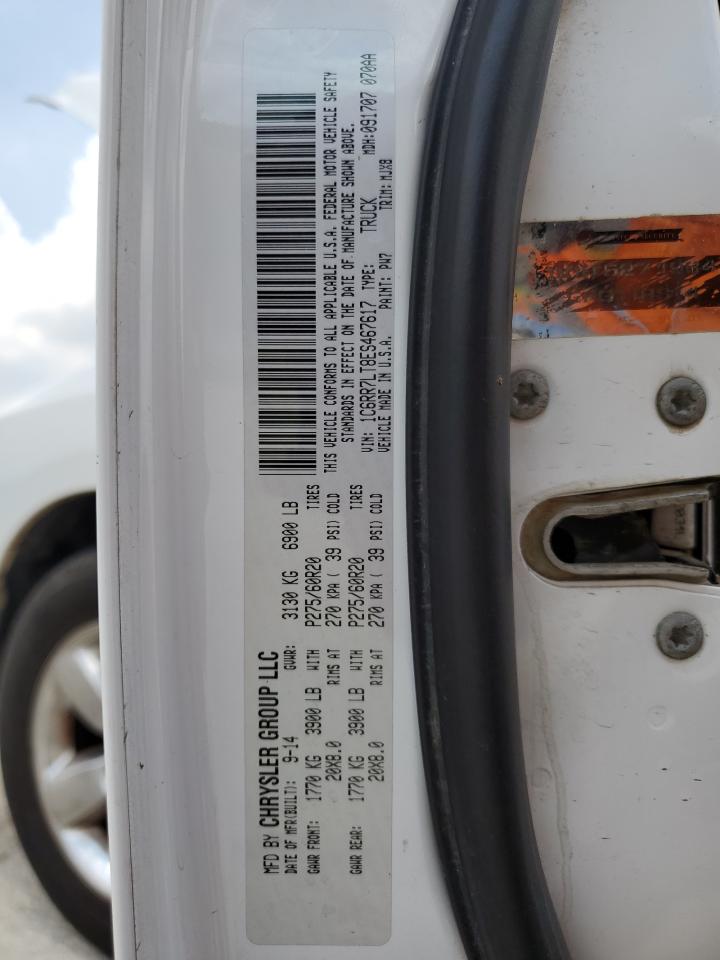 MFD BY CHRYSLER GROUP LLC
DATE OF MFR(BUILT): 9-14 GVWR: 3130 KG 6900 LB
GAWR FRONT: 1770 KG 3900 LB WITH P275/60R20 TIRES
20X8.0 RIMS AT 270 KPA ( 39 PSI) COLD
GAWR REAR: 1770 KG 3900 LB WITH P275/60R20 TIRES
20X8.0 RIMS AT 270 KPA ( 39 PSI) COLD
THIS VEHICLE CONFORMS TO ALL APPLICABLE U.S.A. FEDERAL MOTOR VEHICLE SAFETY
STANDARDS IN EFFECT ON THE DATE OF MANUFACTURE SHOWN ABOVE.
VIN: 1C6RR7LT8ES467617 TYPE: TRUCK MDH:091707 070AA
VEHICLE MADE IN U.S.A. PAINT: PW7 TRIM: MJX8